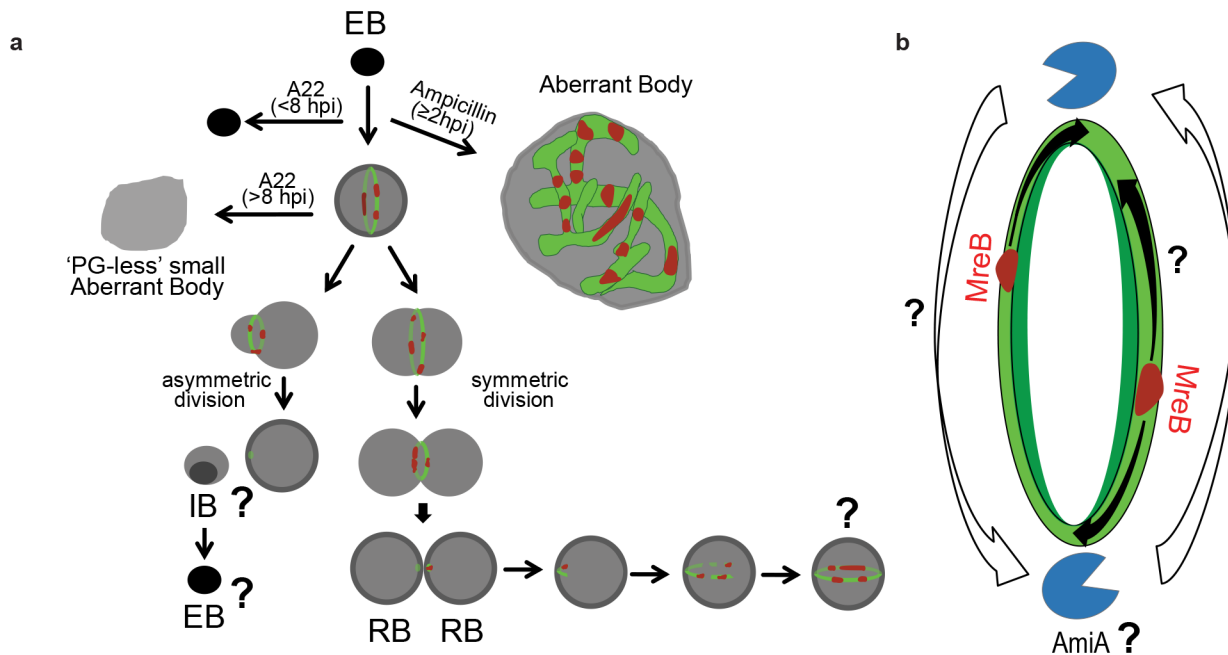 a
EB
A22
(<8 hpi)
Ampicillin
(≥2hpi)
Aberrant Body
A22
(>8 hpi)
'PG-less' small
Aberrant Body
asymmetric
division
symmetric
division
IB
?
EB
?
RB
RB
?
b
MreB
MreB
?
?
AmiA ?